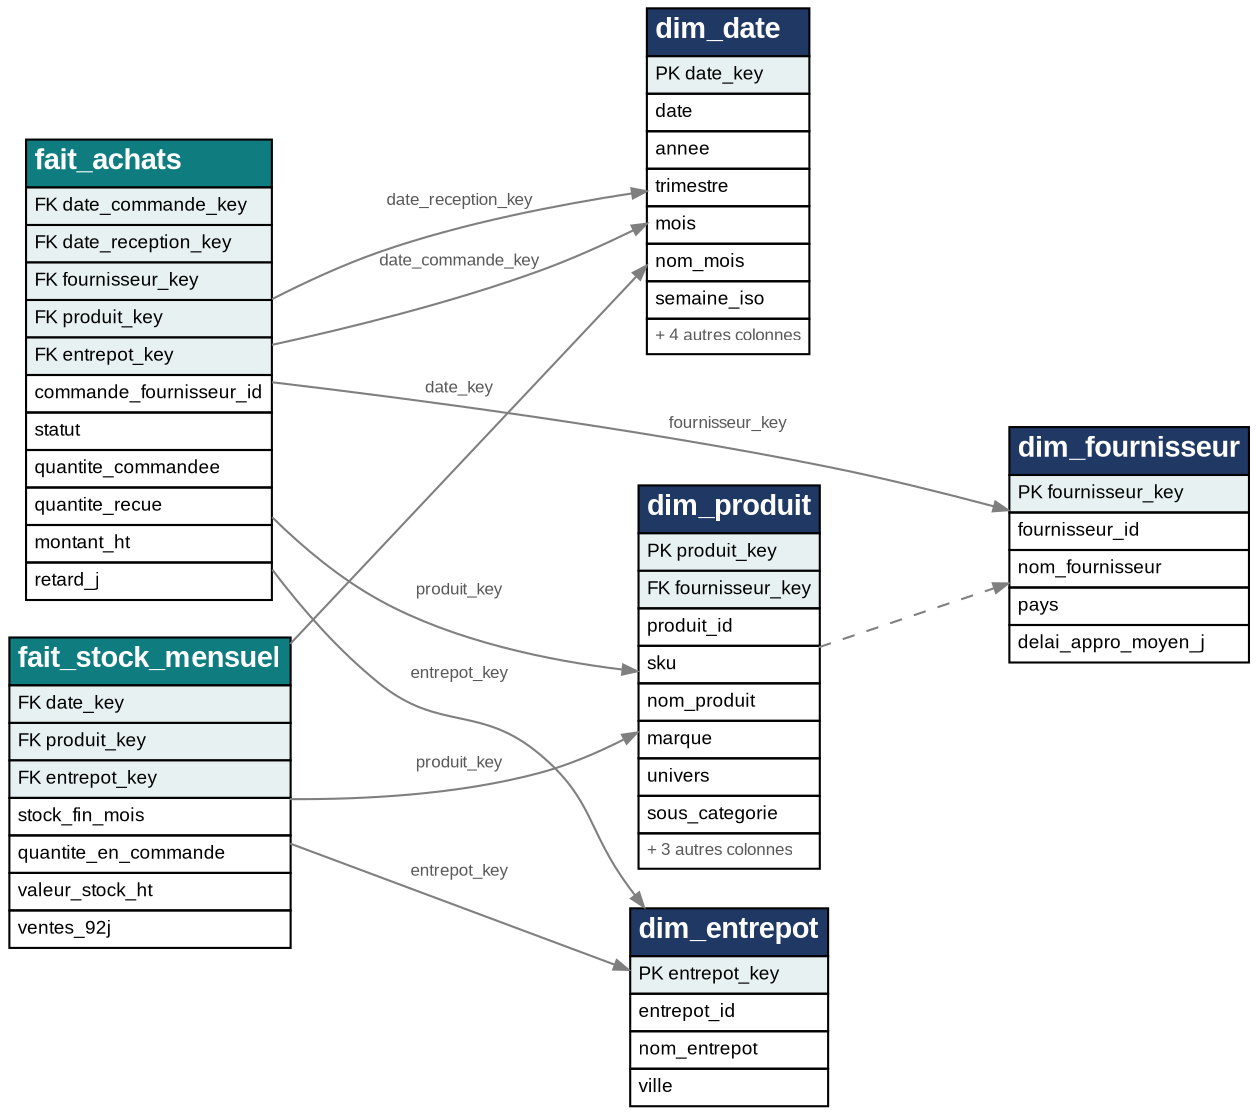 dim_date
PK date_key
date
annee
trimestre
mois
nom_mois
semaine_iso
+ 4 autres colonnes
fait_achats
FK date_commande_key
FK date_reception_key
FK fournisseur_key
FK produit_key
FK entrepot_key
commande_fournisseur_id
statut
quantite_commandee
quantite_recue
montant_ht
retard_j
date_reception_key
date_commande_key
date_key
fournisseur_key
produit_key
entrepot_key
produit_key
entrepot_key
dim_fournisseur
PK fournisseur_key
fournisseur_id
nom_fournisseur
pays
delai_appro_moyen_j
dim_produit
PK produit_key
FK fournisseur_key
produit_id
sku
nom_produit
marque
univers
sous_categorie
+ 3 autres colonnes
fait_stock_mensuel
FK date_key
FK produit_key
FK entrepot_key
stock_fin_mois
quantite_en_commande
valeur_stock_ht
ventes_92j
dim_entrepot
PK entrepot_key
entrepot_id
nom_entrepot
ville